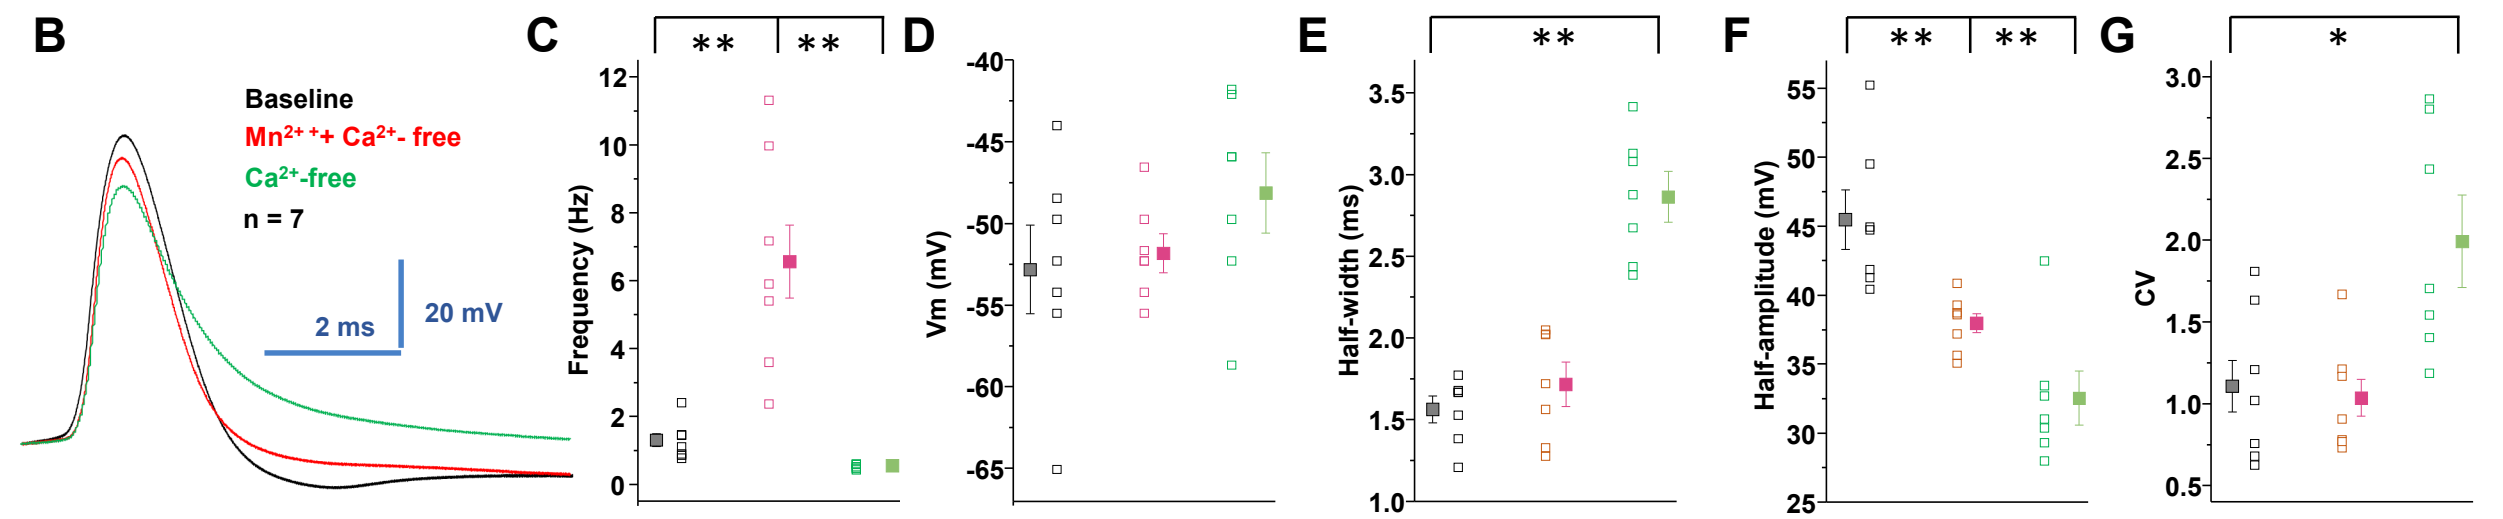 B
Baseline
Mn²⁺ ⁺+ Ca²⁺- free
Ca²⁺-free
n = 7
2 ms
20 mV
C
** **
Frequency (Hz)
12
10
8
6
4
2
0
D
Vm (mV)
-40
-45
-50
-55
-60
-65
E
**
Half-width (ms)
3.5
3.0
2.5
2.0
1.5
1.0
F
** **
Half-amplitude (mV)
55
50
45
40
35
30
25
G
*
CV
3.0
2.5
2.0
1.5
1.0
0.5